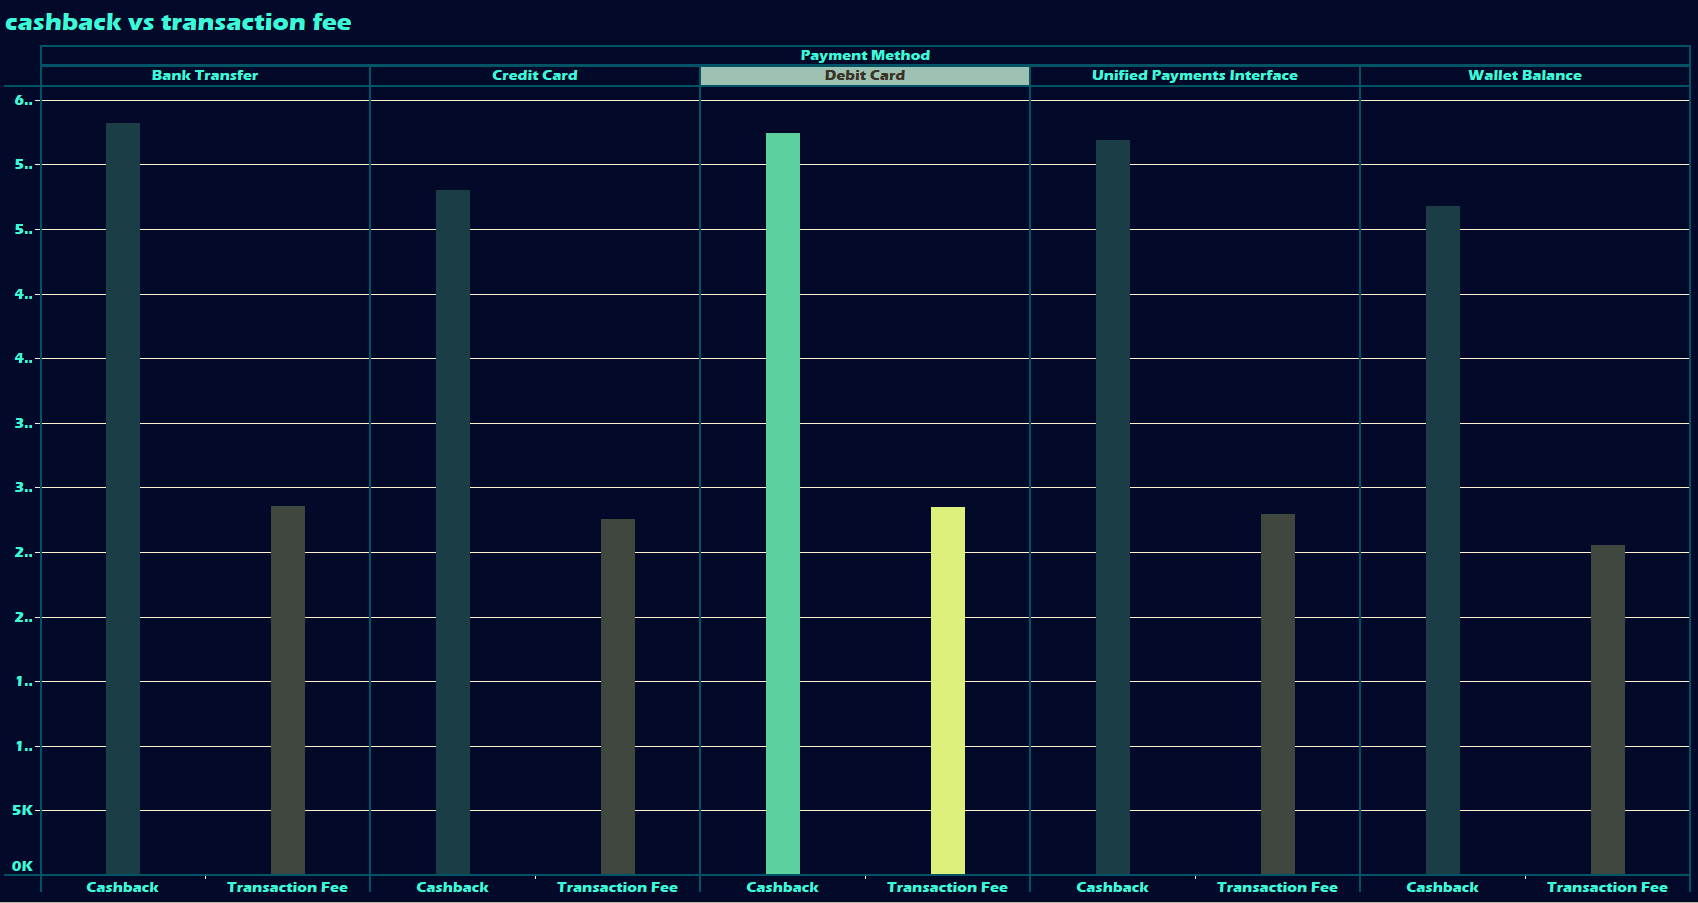 cashback vs transaction fee
Payment Method
Bank Transfer Credit Card Debit Card Unified Payments Interface Wallet Balance
6..
5..
5..
4..
4..
3..
3..
2..
2..
1..
1..
5K
0K
Cashback Transaction Fee Cashback Transaction Fee Cashback Transaction Fee Cashback Transaction Fee Cashback Transaction Fee